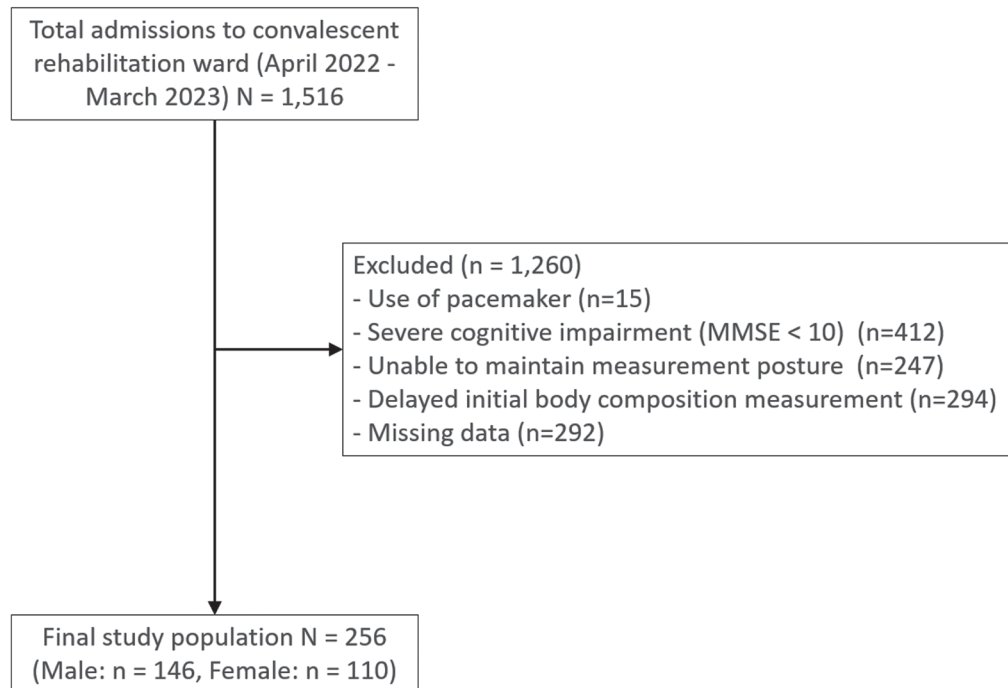 Total admissions to convalescent
rehabilitation ward (April 2022 -
March 2023) N = 1,516
Excluded (n = 1,260)
- Use of pacemaker (n=15)
- Severe cognitive impairment (MMSE < 10)  (n=412)
- Unable to maintain measurement posture  (n=247)
- Delayed initial body composition measurement (n=294)
- Missing data (n=292)
Final study population N = 256
(Male: n = 146, Female: n = 110)